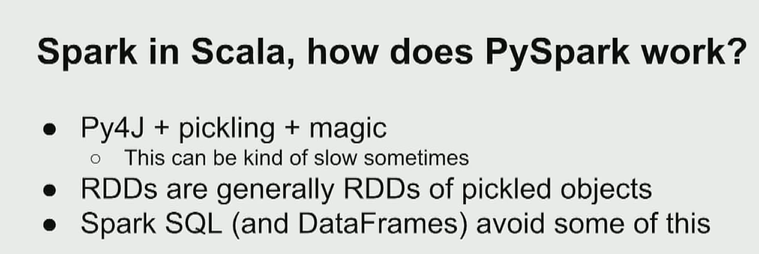 Spark in Scala, how does PySpark work?
● Py4J + pickling + magic
○ This can be kind of slow sometimes
● RDDs are generally RDDs of pickled objects
● Spark SQL (and DataFrames) avoid some of this